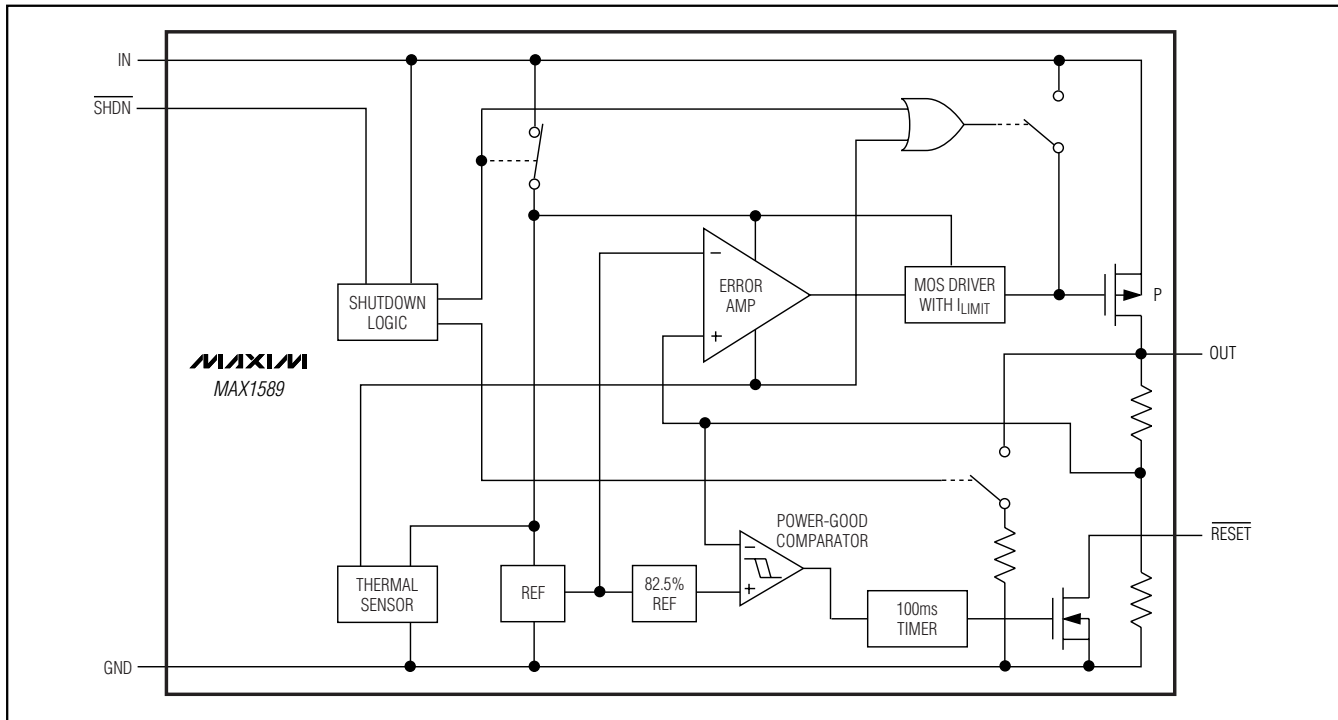 IN
SHDN
SHUTDOWN
LOGIC
MAXIM
MAX1589
−
ERROR
AMP
+
MOS DRIVER
WITH ILIMIT
P
OUT
POWER-GOOD
COMPARATOR
RESET
THERMAL
SENSOR
REF
82.5%
REF
−
+
100ms
TIMER
GND